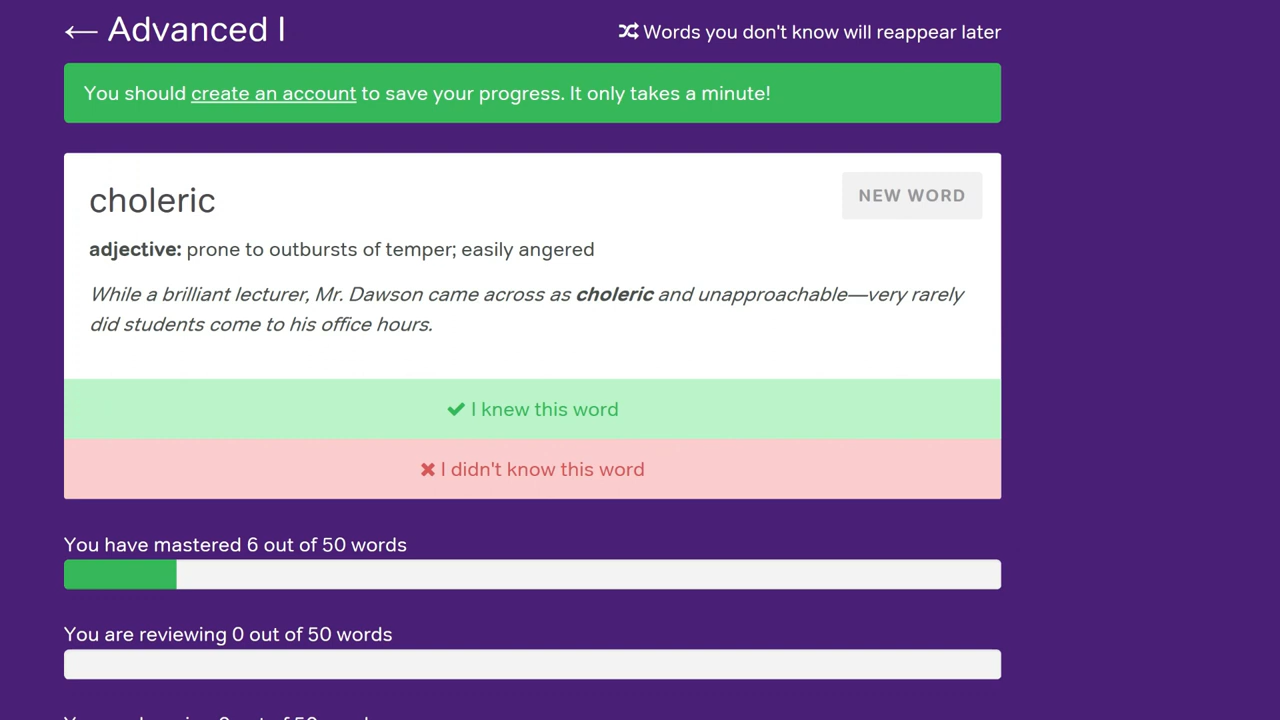 ← Advanced I
Words you don't know will reappear later
You should create an account to save your progress. It only takes a minute!
choleric
NEW WORD
adjective: prone to outbursts of temper; easily angered
While a brilliant lecturer, Mr. Dawson came across as choleric and unapproachable—very rarely
did students come to his office hours.
✔ I knew this word
✖ I didn't know this word
You have mastered 6 out of 50 words
You are reviewing 0 out of 50 words